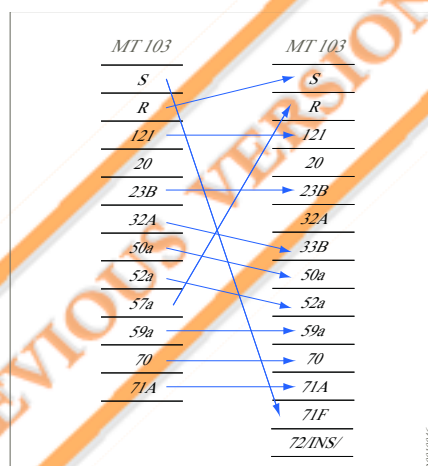 MT 103 MT 103
S S
R R
121 121
20 20
23B 23B
32A 32A
50a 33B
52a 50a
57a 52a
59a 59a
70 70
71A 71A
71F
72/INS/
EVIOUS VERSION